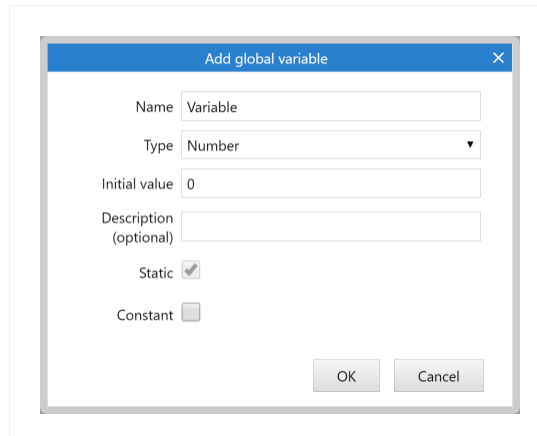 Add global variable
Name Variable
Type Number
Initial value 0
Description
(optional)
Static
Constant
OK Cancel